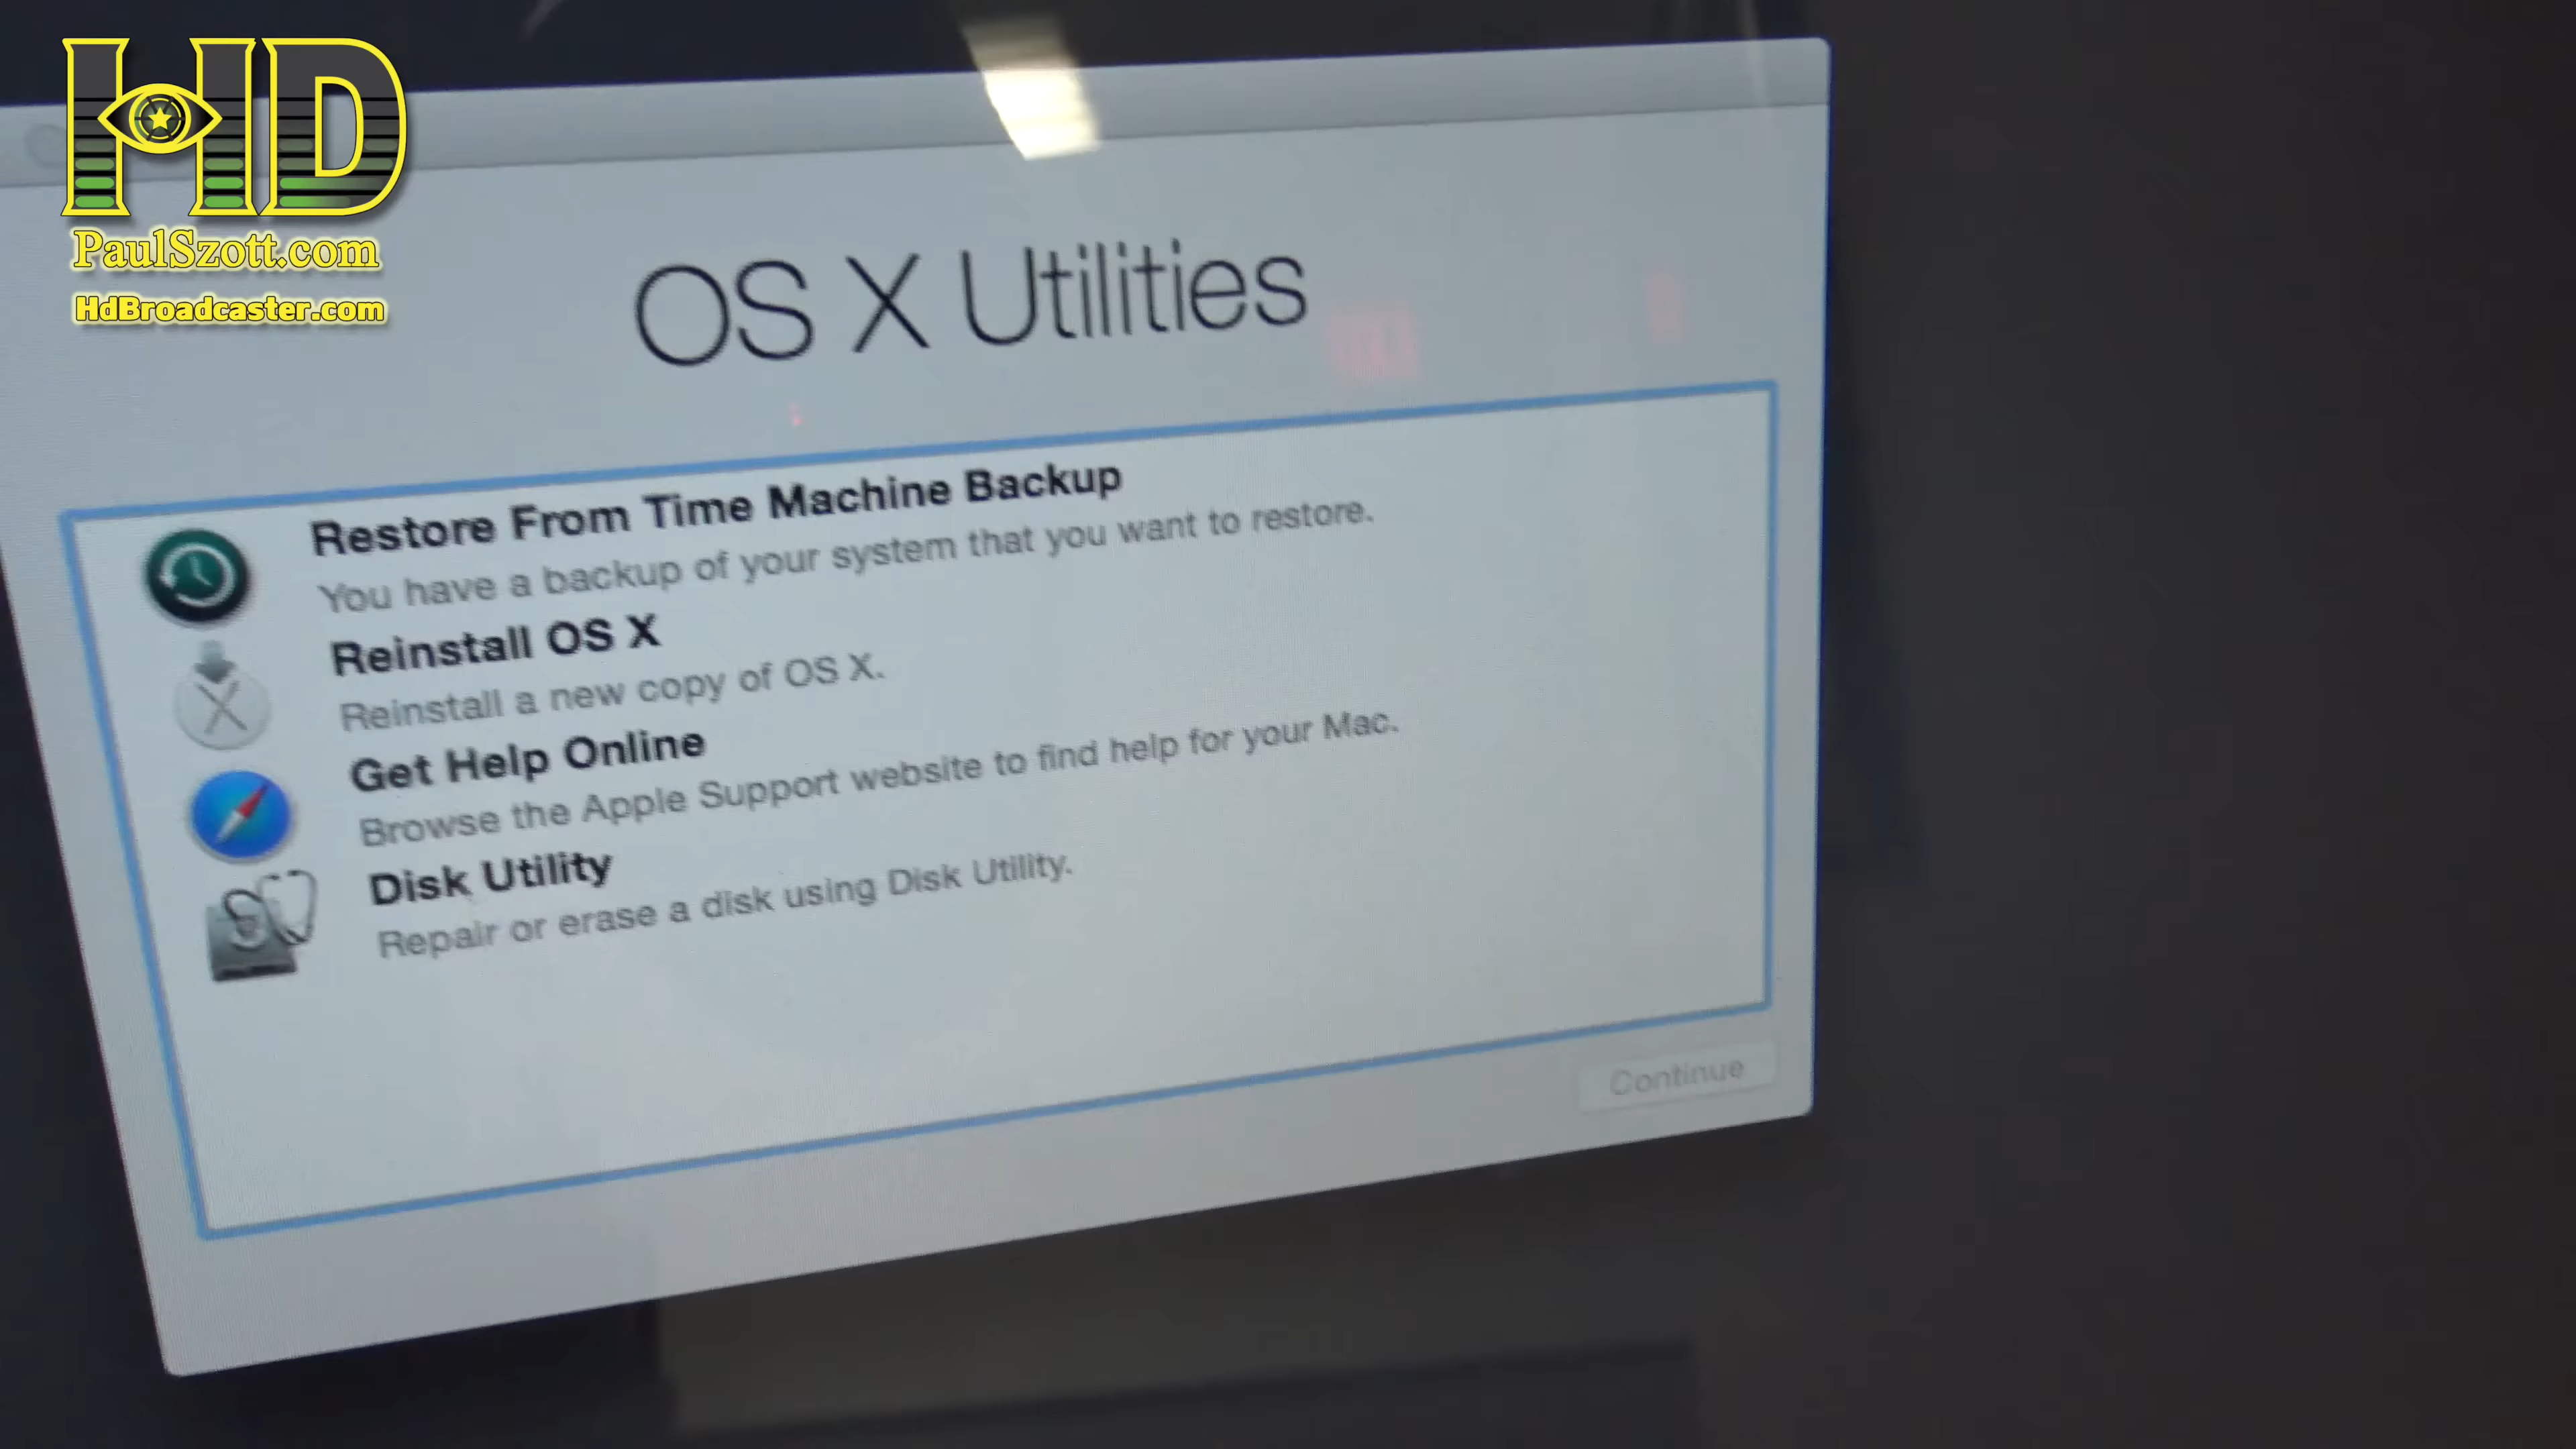 HD
PaulSzott.com
HdBroadcaster.com
OS X Utilities
Restore From Time Machine Backup
You have a backup of your system that you want to restore.
Reinstall OS X
Reinstall a new copy of OS X.
Get Help Online
Browse the Apple Support website to find help for your Mac.
Disk Utility
Repair or erase a disk using Disk Utility.
Continue